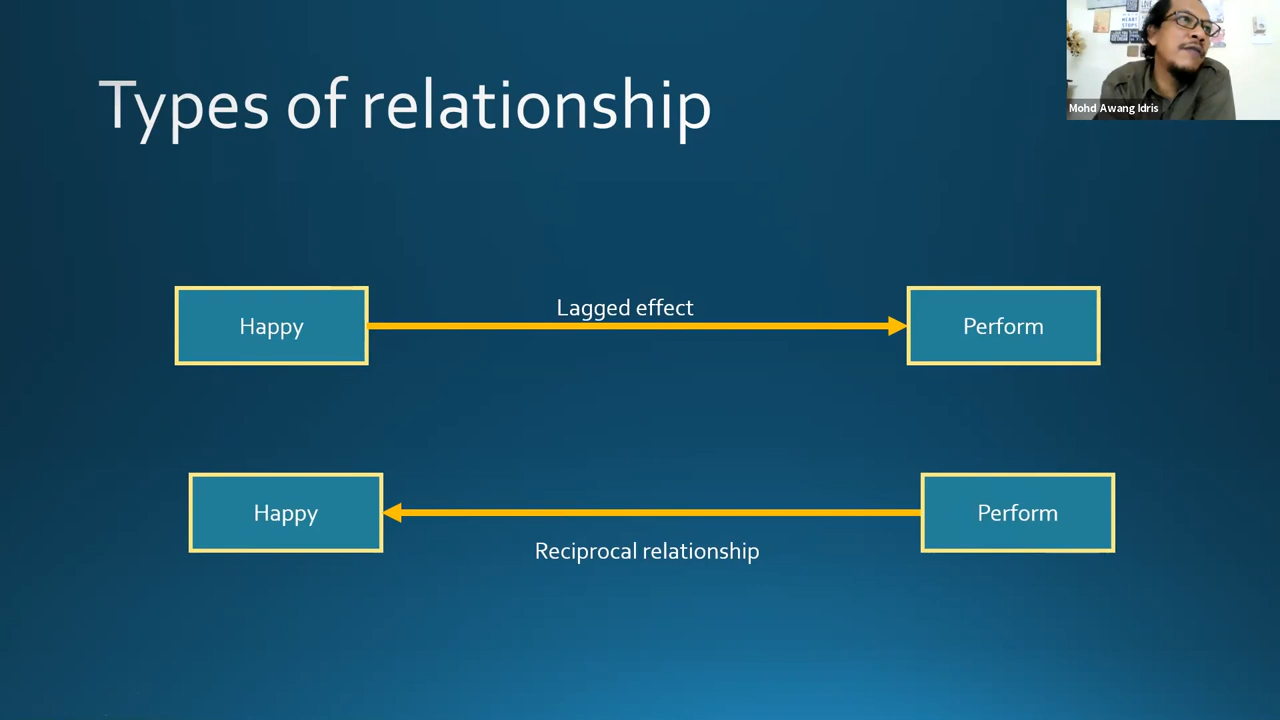 Types of relationship
Mohd Awang Idris
Happy
Lagged effect
Perform
Happy
Perform
Reciprocal relationship